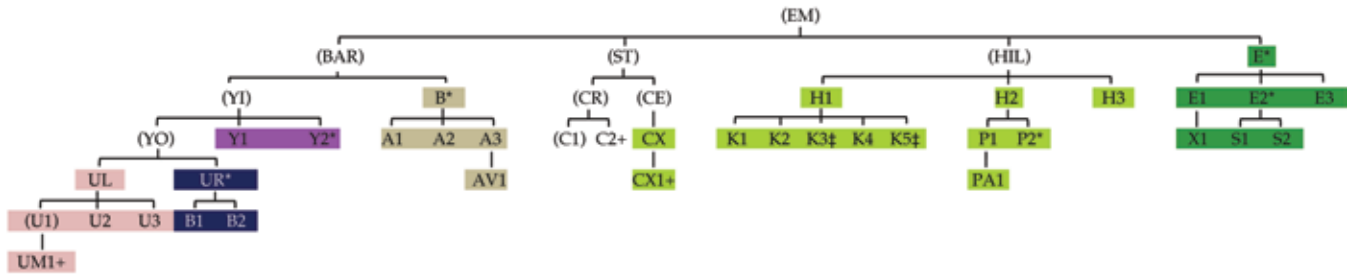 (EM)
(BAR) (ST) (HIL) E*
(YI) B* (CR) (CE) H1 H2 H3 E1 E2* E3
(YO) Y1 Y2* A1 A2 A3 (C1) C2+ CX K1 K2 K3‡ K4 K5‡ P1 P2* X1 S1 S2
UL UR* AV1 CX1+ PA1
(U1) U2 U3 B1 B2
UM1+